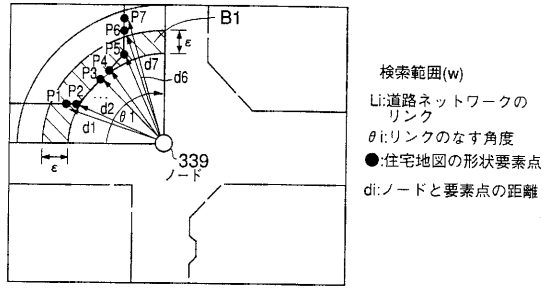 P7
B1
P6
ε
P5
P4
d7
P3
d6
P1 P2
...
d2
θ1
d1
ε
339
ノード
検索範囲(w)
Li:道路ネットワークの
リンク
θi:リンクのなす角度
●:住宅地図の形状要素点
di:ノードと要素点の距離